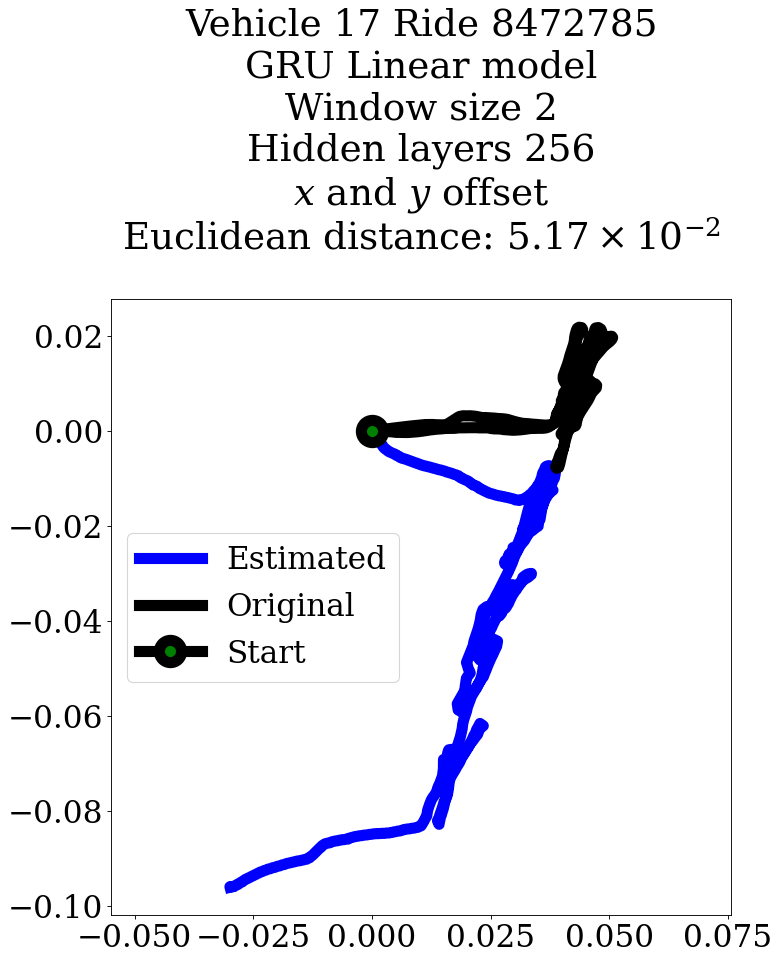 Vehicle 17 Ride 8472785
GRU Linear model
Window size 2
Hidden layers 256
x and y offset
Euclidean distance: 5.17 × 10⁻²
0.02
0.00
−0.02
−0.04
−0.06
−0.08
−0.10
Estimated
Original
Start
−0.050 −0.025 0.000 0.025 0.050 0.075